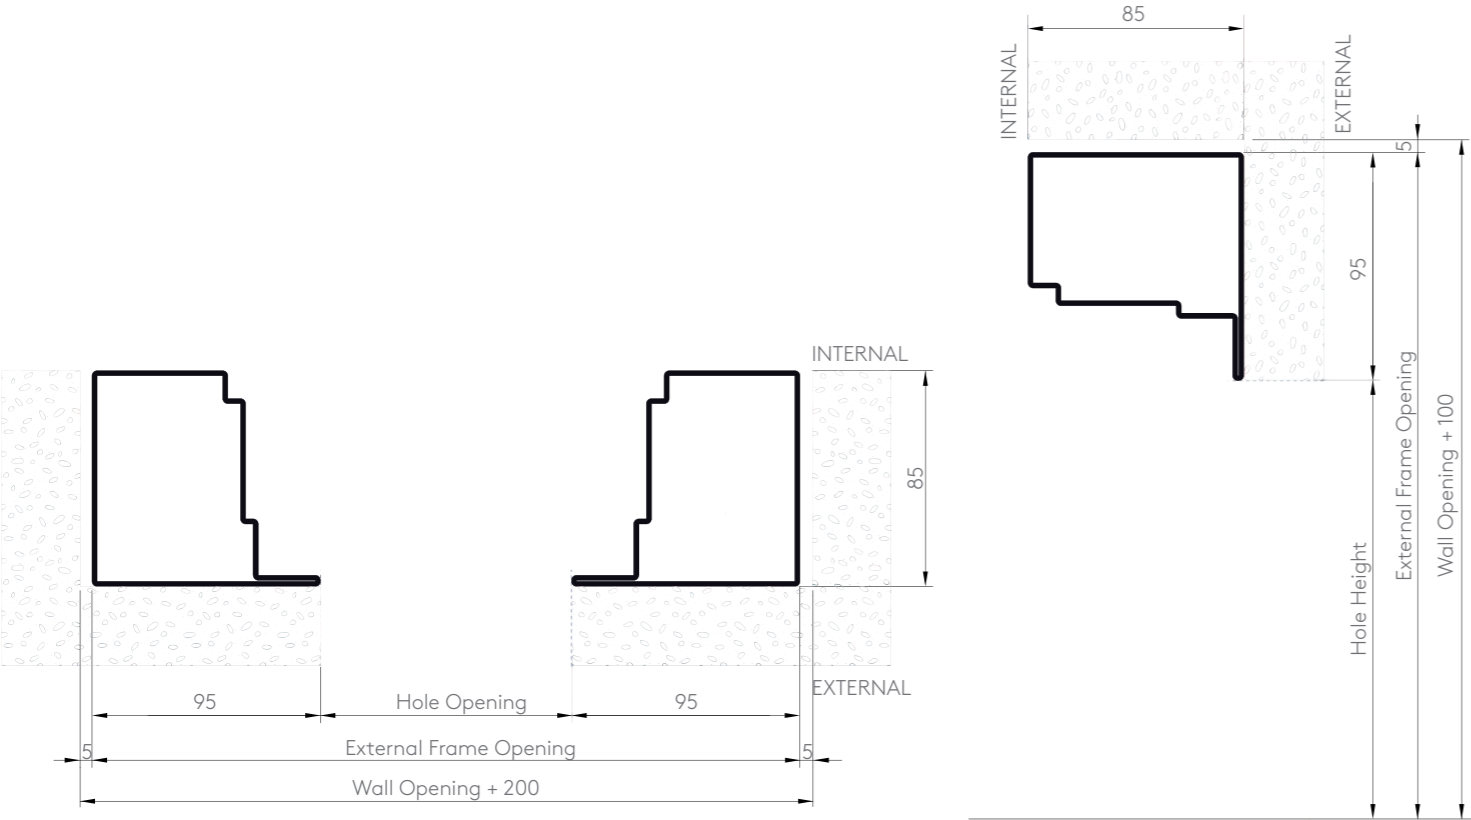 85
INTERNAL
EXTERNAL
5
95
External Frame Opening
Wall Opening + 100
Hole Height
INTERNAL
85
EXTERNAL
95
Hole Opening
95
5
External Frame Opening
5
Wall Opening + 200